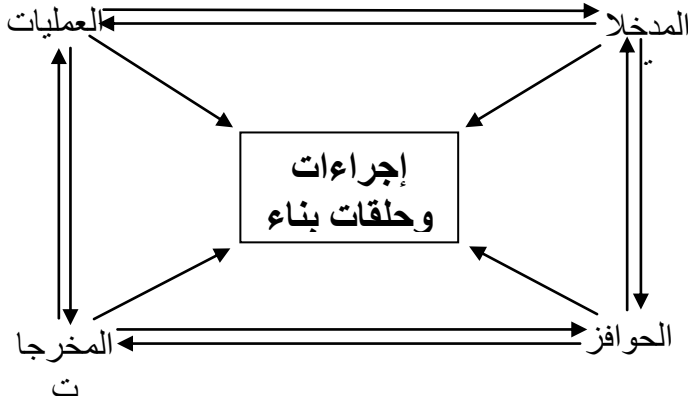 المدخلا
العمليات
إجراءات
وحلقات بناء
الحوافز
المخرجا
ت